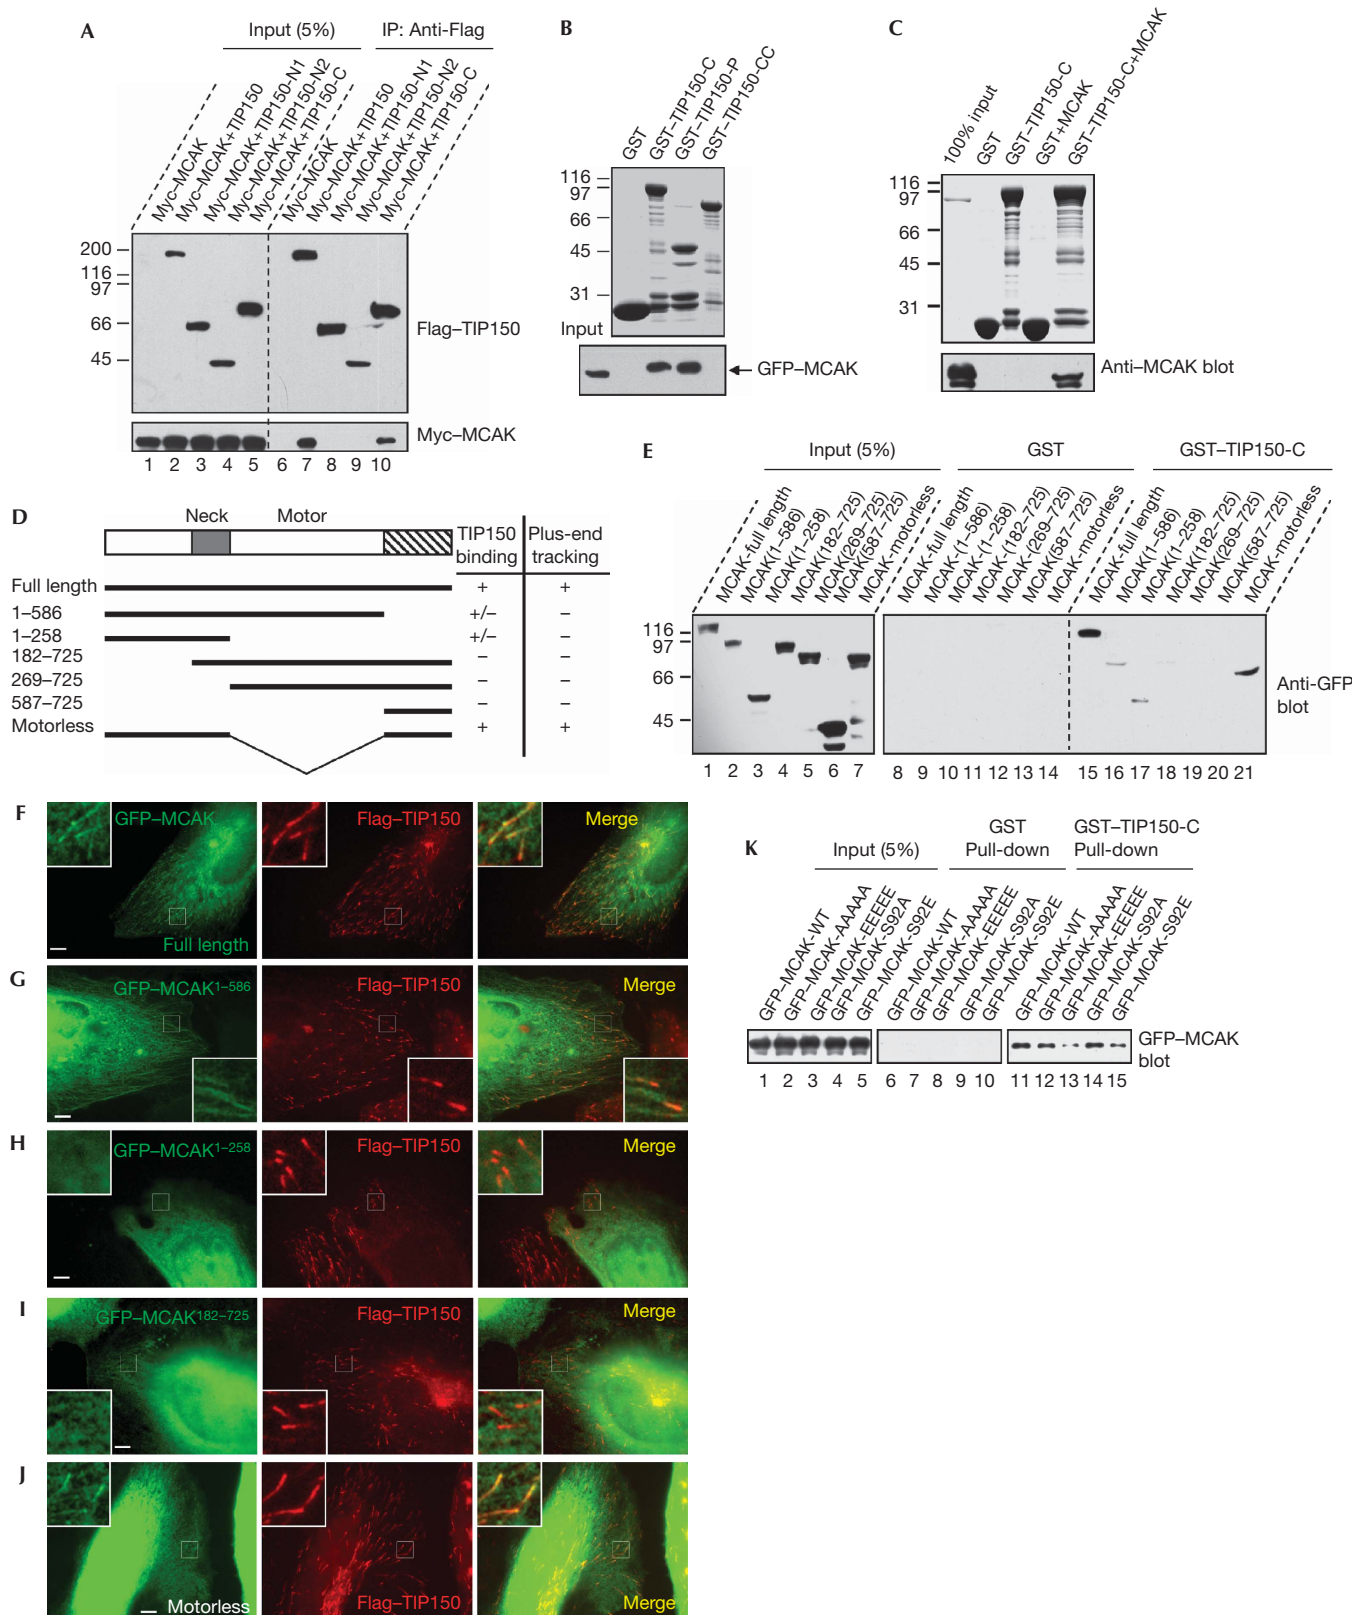 A
Input (5%)
IP: Anti-Flag
Myc–MCAK
Myc–MCAK+TIP150
Myc–MCAK+TIP150-N1
Myc–MCAK+TIP150-N2
Myc–MCAK+TIP150-C
Myc–MCAK
Myc–MCAK+TIP150
Myc–MCAK+TIP150-N1
Myc–MCAK+TIP150-N2
Myc–MCAK+TIP150-C
200
116
97
66
45
Flag–TIP150
Myc–MCAK
1 2 3 4 5 6 7 8 9 10
B
GST
GST–TIP150-C
GST–TIP150-P
GST–TIP150-CC
116
97
66
45
31
Input
GFP–MCAK
C
100% input
GST
GST–TIP150-C
GST+MCAK
GST–TIP150-C+MCAK
116
97
66
45
31
Anti–MCAK blot
D
Neck Motor
TIP150 binding
Plus-end tracking
Full length + +
1–586 +/– –
1–258 +/– –
182–725 – –
269–725 – –
587–725 – –
Motorless + +
E
Input (5%)
GST
GST–TIP150-C
MCAK-full length
MCAK(1–586)
MCAK(1–258)
MCAK(182–725)
MCAK(269–725)
MCAK(587–725)
MCAK-motorless
MCAK-full length
MCAK-(1–586)
MCAK-(1–258)
MCAK-(182–725)
MCAK-(269–725)
MCAK(587–725)
MCAK-motorless
MCAK-full length
MCAK(1–586)
MCAK(1–258)
MCAK(182–725)
MCAK(269–725)
MCAK(587–725)
MCAK-motorless
116
97
66
45
Anti-GFP
blot
1 2 3 4 5 6 7 8 9 10 11 12 13 14 15 16 17 18 19 20 21
F
GFP–MCAK
Full length
Flag–TIP150
Merge
G
GFP–MCAK1–586
Flag–TIP150
Merge
H
GFP–MCAK1–258
Flag–TIP150
Merge
I
GFP–MCAK182–725
Flag–TIP150
Merge
J
Motorless
Flag–TIP150
Merge
K
Input (5%)
GST
Pull-down
GST–TIP150-C
Pull-down
GFP–MCAK-WT
GFP–MCAK-AAAAA
GFP–MCAK-EEEEE
GFP–MCAK-S92A
GFP–MCAK-S92E
GFP–MCAK-WT
GFP–MCAK-AAAAA
GFP–MCAK-EEEEE
GFP–MCAK-S92A
GFP–MCAK-S92E
GFP–MCAK-WT
GFP–MCAK-AAAAA
GFP–MCAK-EEEEE
GFP–MCAK-S92A
GFP–MCAK-S92E
GFP–MCAK
blot
1 2 3 4 5 6 7 8 9 10 11 12 13 14 15